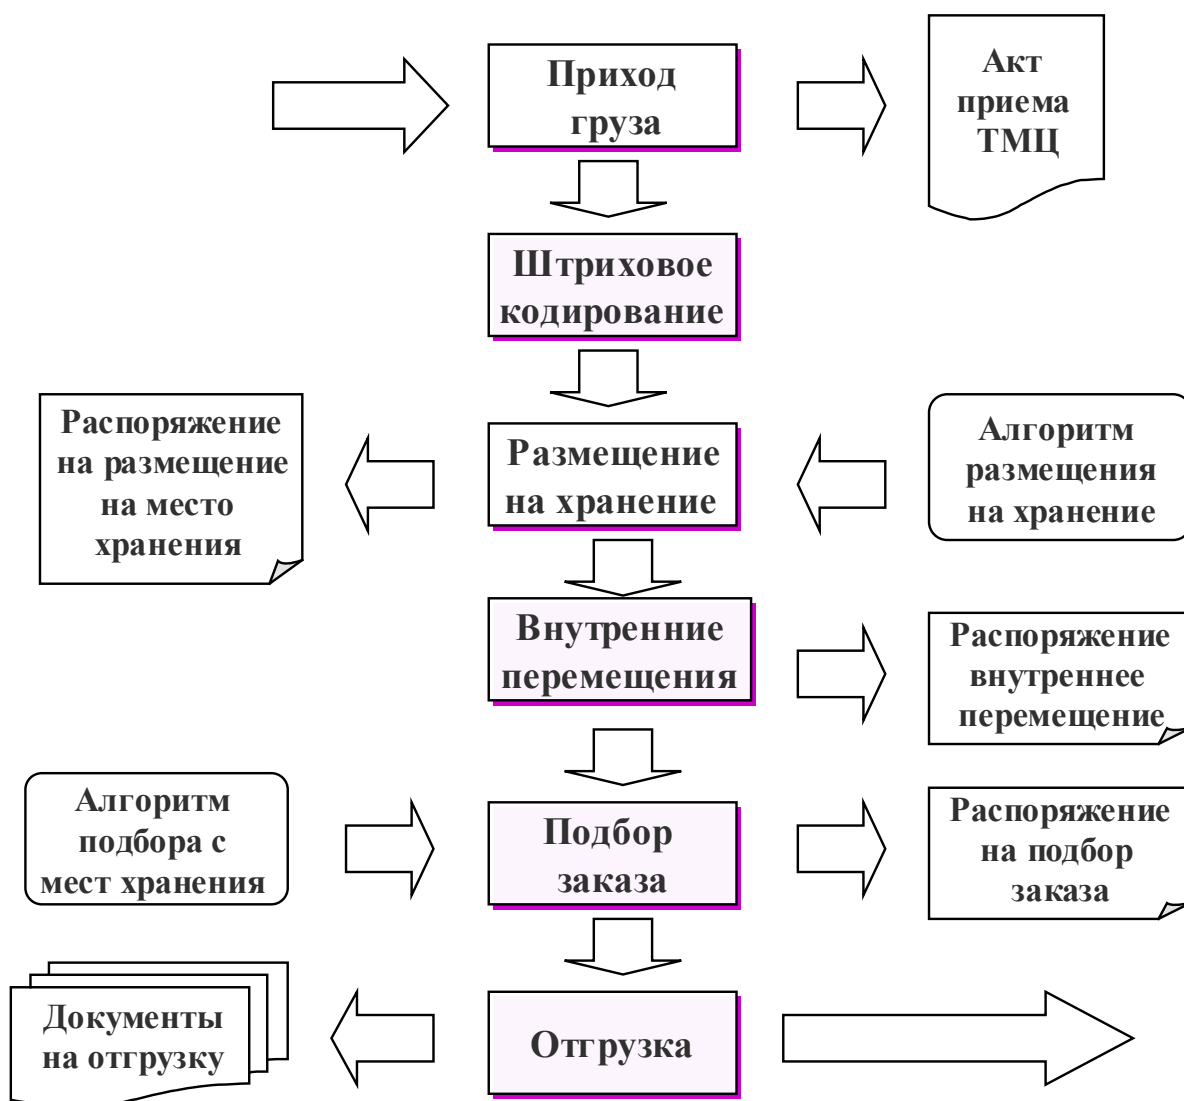 Приход
груза
Акт
приема
ТМЦ
Штриховое
кодирование
Распоряжение
на размещение
на место
хранения
Размещение
на хранение
Алгоритм
размещения
на хранение
Внутренние
перемещения
Распоряжение
внутреннее
перемещение
Алгоритм
подбора с
мест хранения
Подбор
заказа
Распоряжение
на подбор
заказа
Документы
на отгрузку
Отгрузка